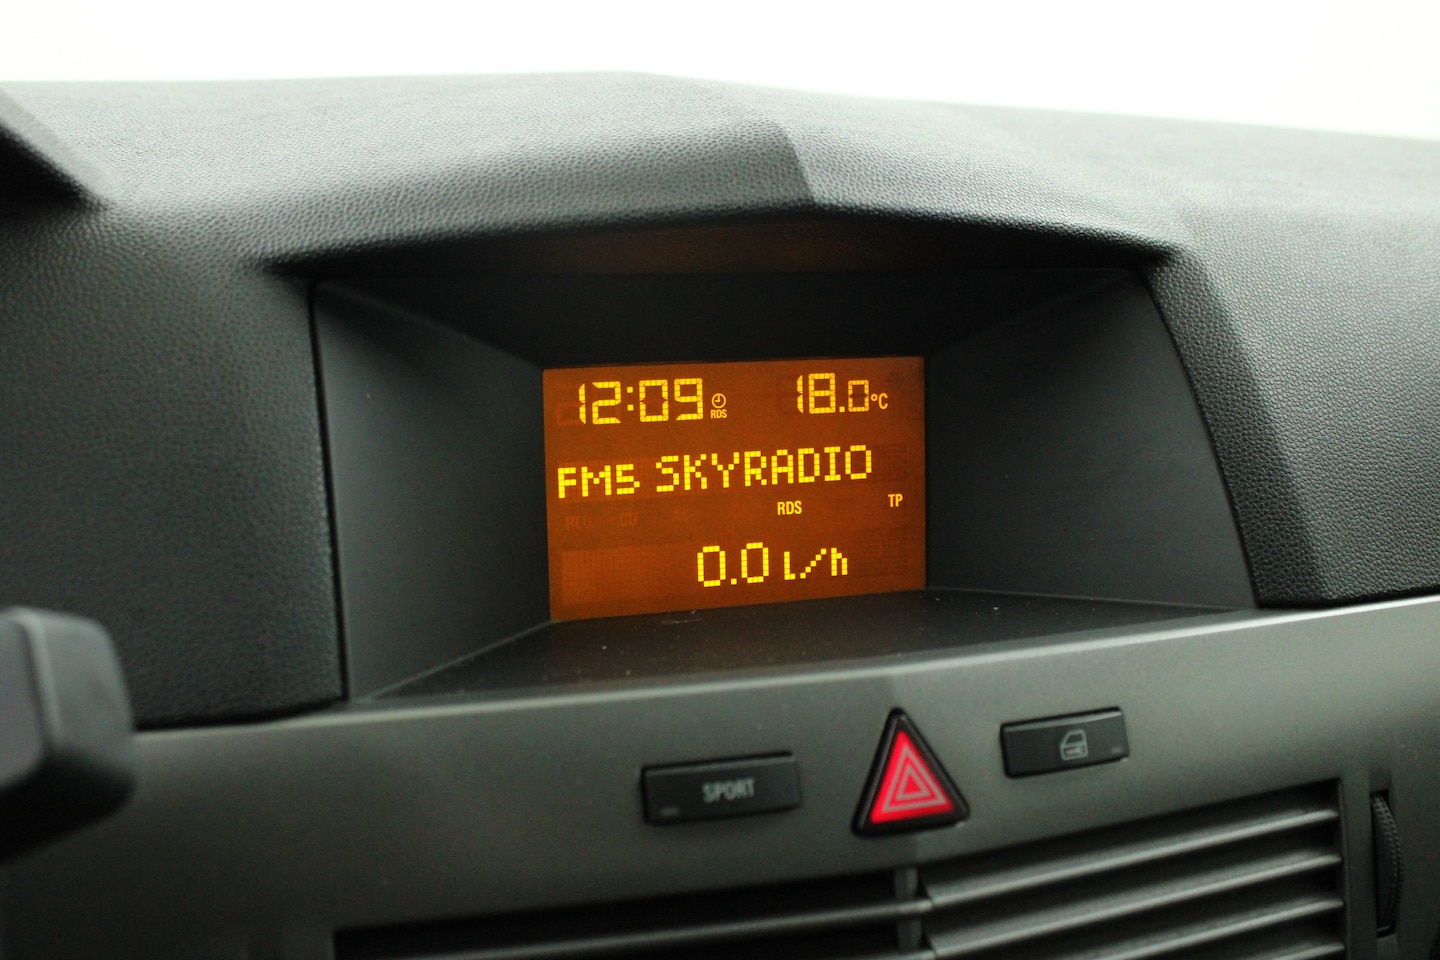 12:09 RDS 18.0°C
FM5 SKYRADIO
RDS TP
0.0 l/h
SPORT